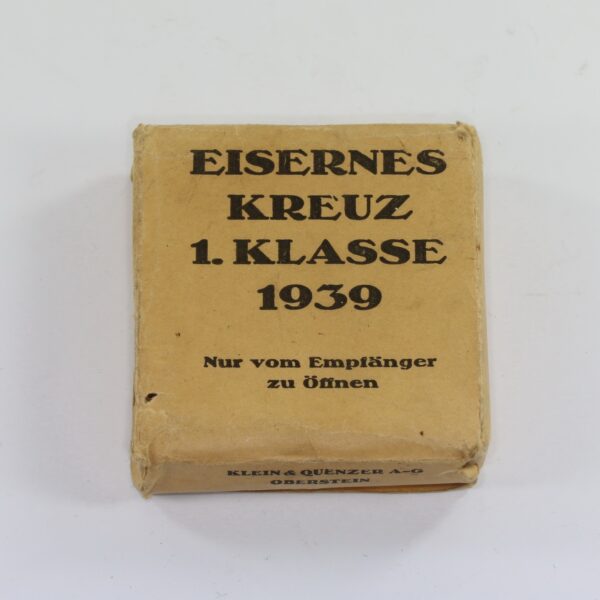 EISERNES
KREUZ
1. KLASSE
1939
Nur vom Empfänger
zu Öffnen
KLEIN & QUENZER A-G
OBERSTEIN